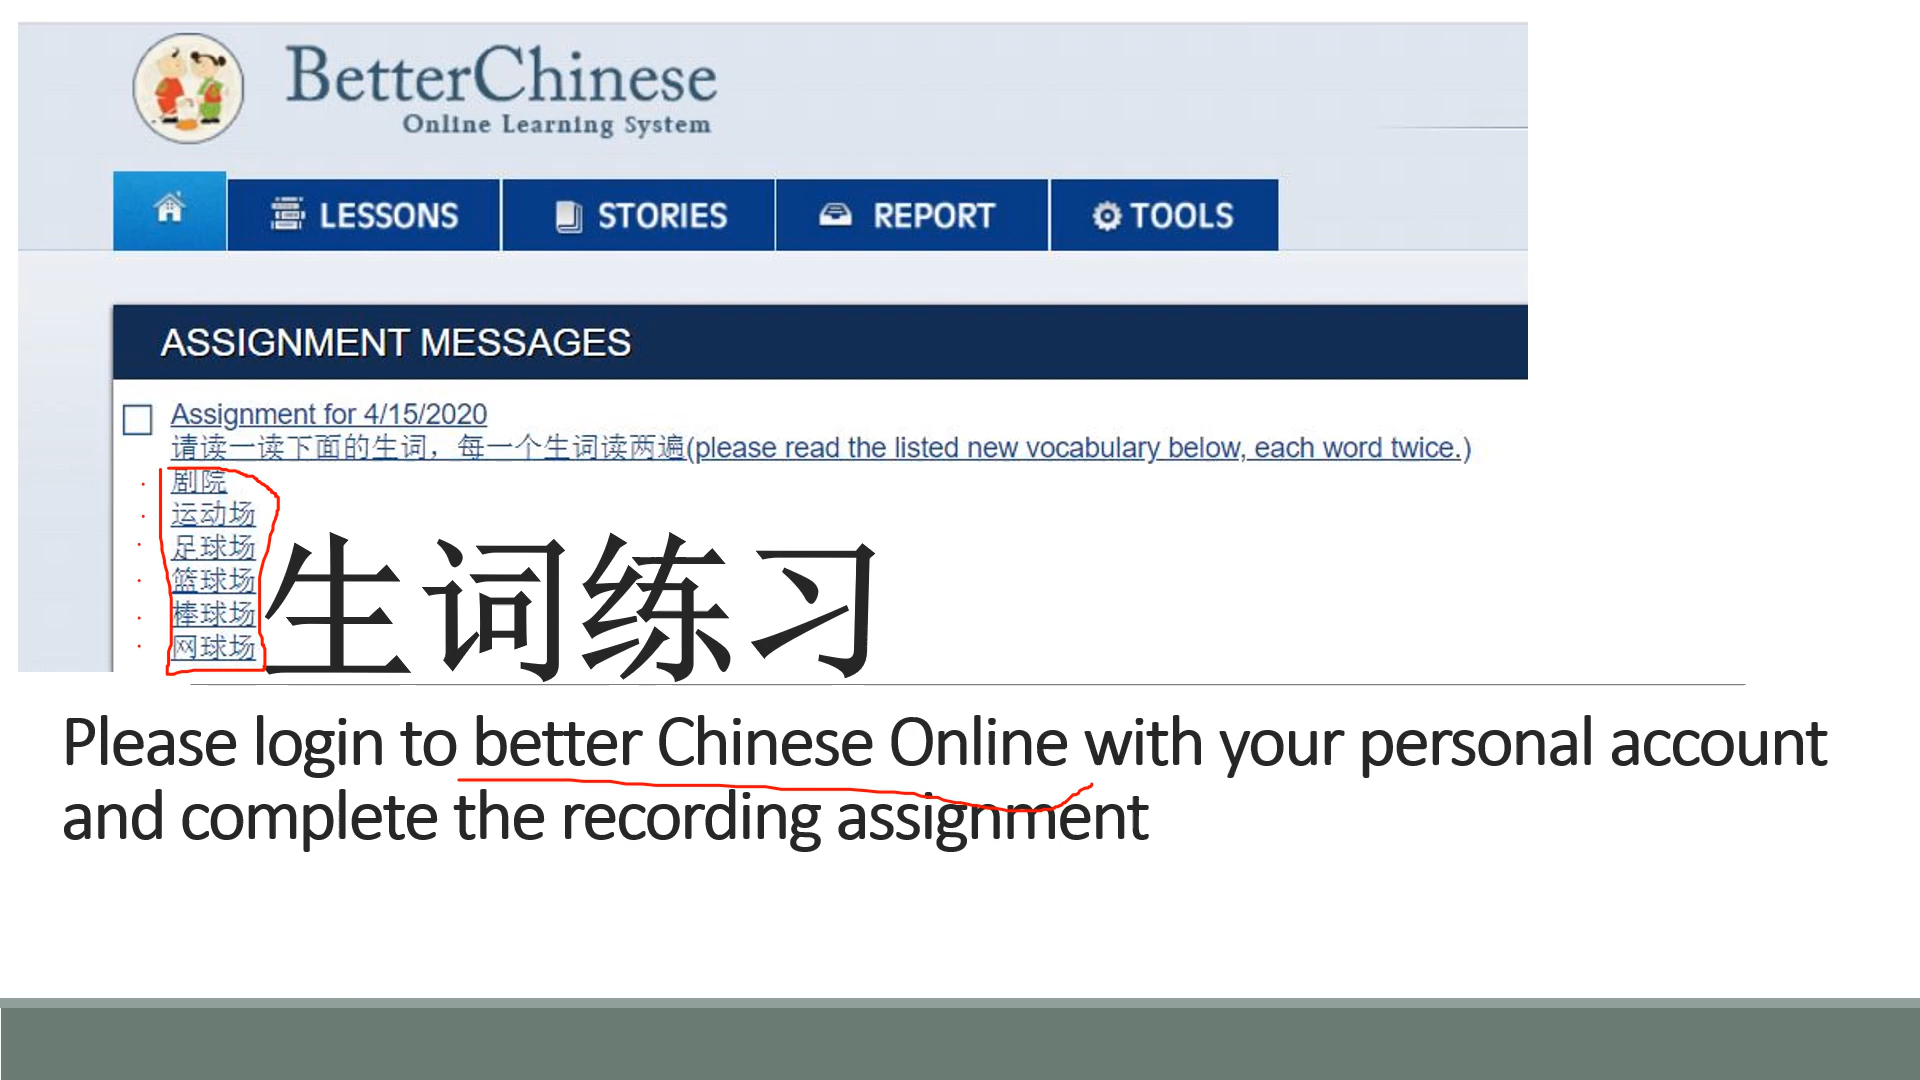 BetterChinese
Online Learning System
LESSONS STORIES REPORT TOOLS
ASSIGNMENT MESSAGES
Assignment for 4/15/2020
请读一读下面的生词，每一个生词读两遍(please read the listed new vocabulary below, each word twice.)
剧院
运动场
足球场
篮球场
棒球场
网球场
生词练习
Please login to better Chinese Online with your personal account
and complete the recording assignment